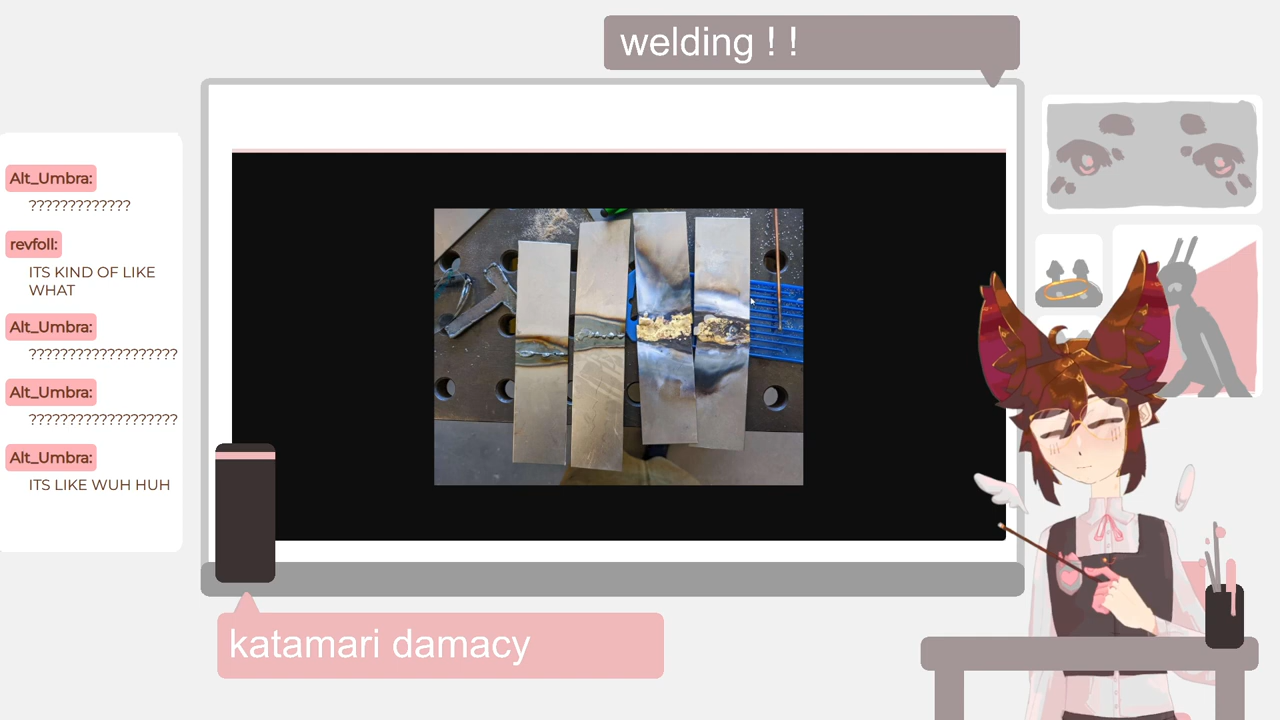 welding ! !
Alt_Umbra:
?????????????
revfoll:
ITS KIND OF LIKE
WHAT
Alt_Umbra:
???????????????????
Alt_Umbra:
???????????????????
Alt_Umbra:
ITS LIKE WUH HUH
katamari damacy